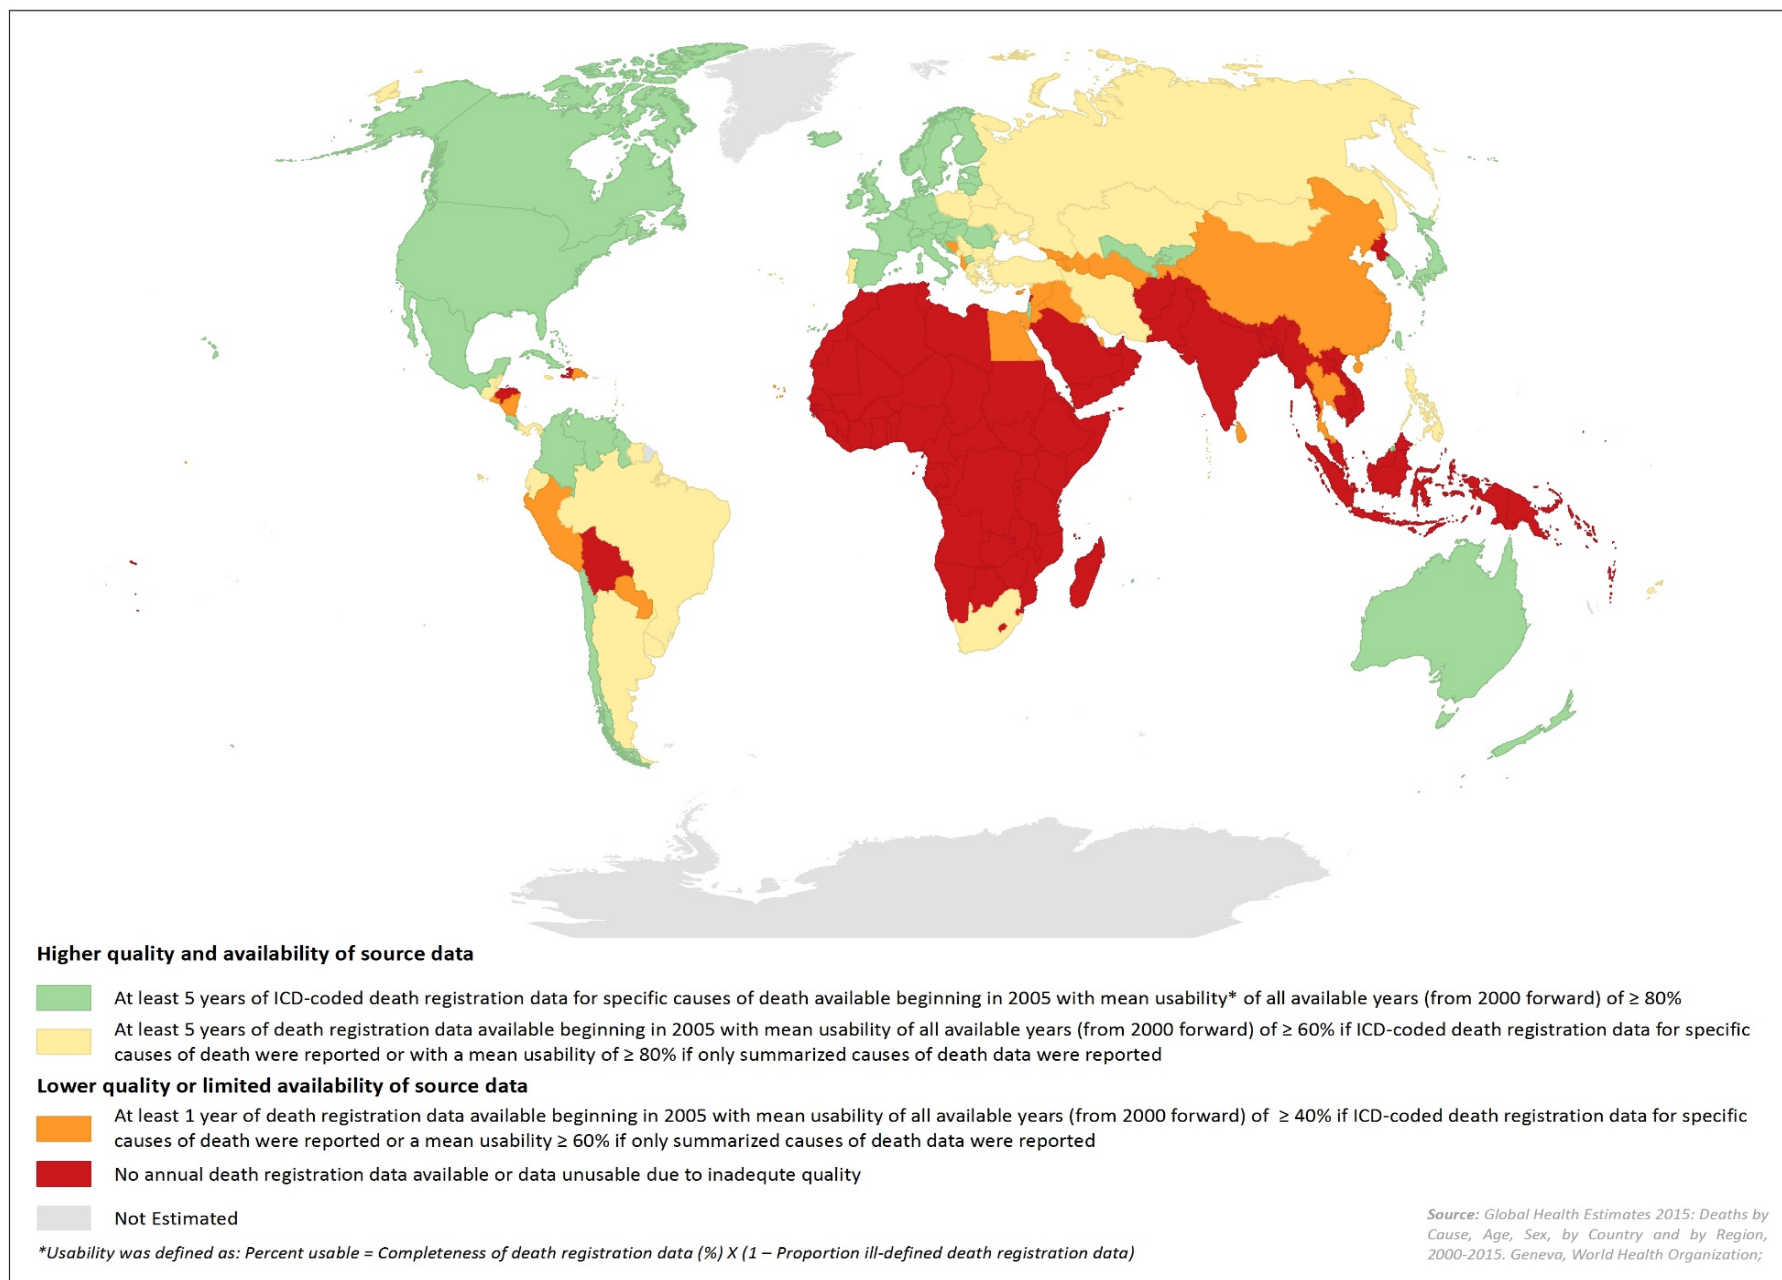 Higher quality and availability of source data
At least 5 years of ICD-coded death registration data for specific causes of death available beginning in 2005 with mean usability* of all available years (from 2000 forward) of ≥ 80%
At least 5 years of death registration data available beginning in 2005 with mean usability of all available years (from 2000 forward) of ≥ 60% if ICD-coded death registration data for specific
causes of death were reported or with a mean usability of ≥ 80% if only summarized causes of death data were reported
Lower quality or limited availability of source data
At least 1 year of death registration data available beginning in 2005 with mean usability of all available years (from 2000 forward) of ≥ 40% if ICD-coded death registration data for specific
causes of death were reported or a mean usability ≥ 60% if only summarized causes of death data were reported
No annual death registration data available or data unusable due to inadequte quality
Not Estimated
*Usability was defined as: Percent usable = Completeness of death registration data (%) X (1 – Proportion ill-defined death registration data)
Source: Global Health Estimates 2015: Deaths by
Cause, Age, Sex, by Country and by Region,
2000-2015. Geneva, World Health Organization;